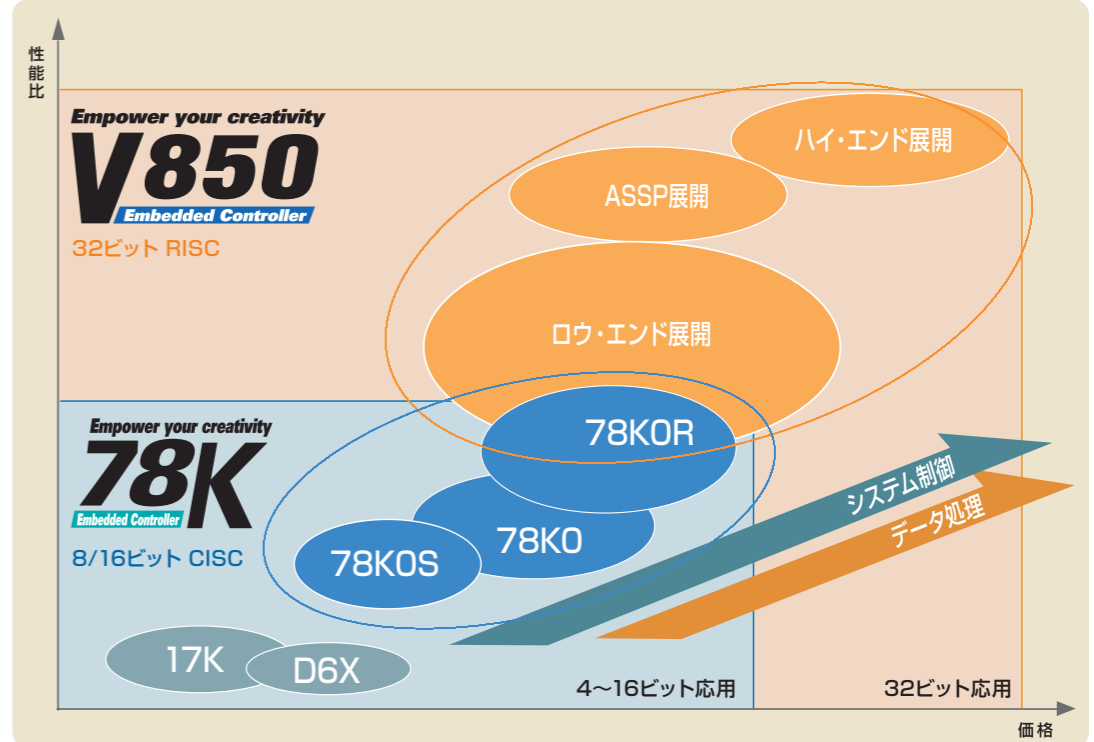 性能比
Empower your creativity
V850
Embedded Controller
32ビット RISC
ハイ・エンド展開
ASSP展開
ロウ・エンド展開
Empower your creativity
78K
Embedded Controller
8/16ビット CISC
78K0R
78K0
78K0S
システム制御
データ処理
17K
D6X
4〜16ビット応用
32ビット応用
価格